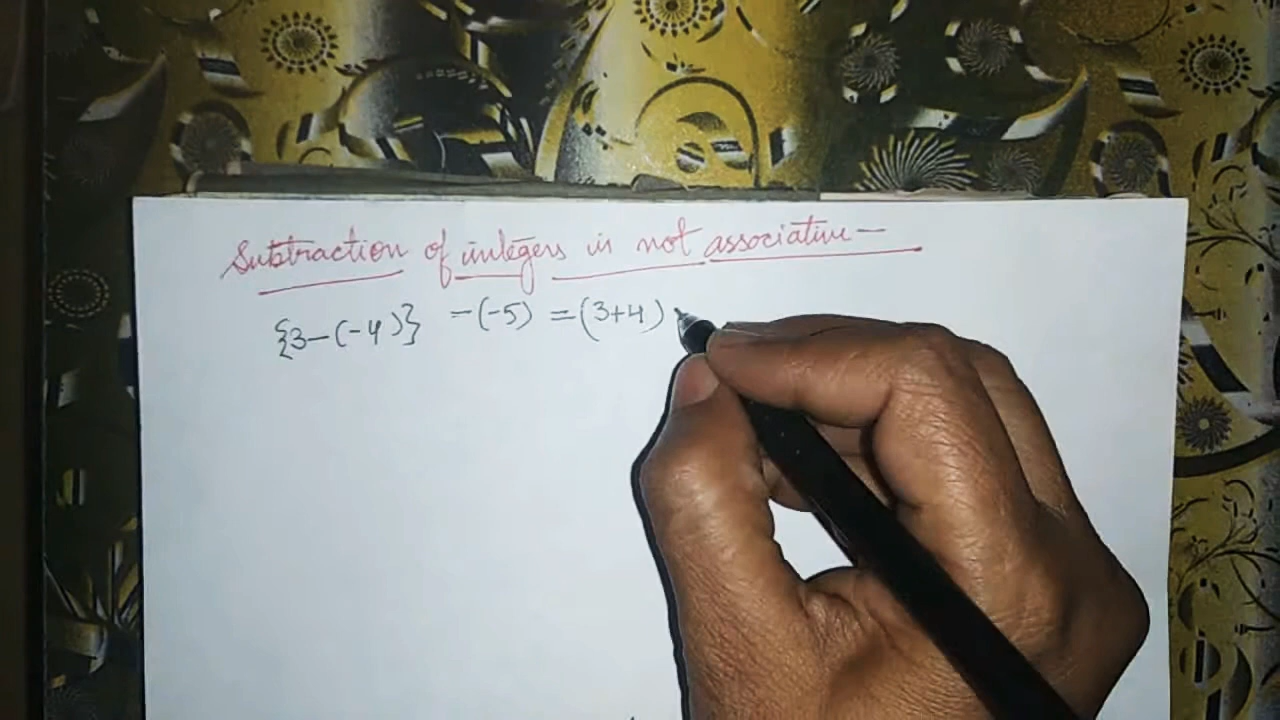 Subtraction of integers is not associative—
{3-(-4)} -(-5) =(3+4)